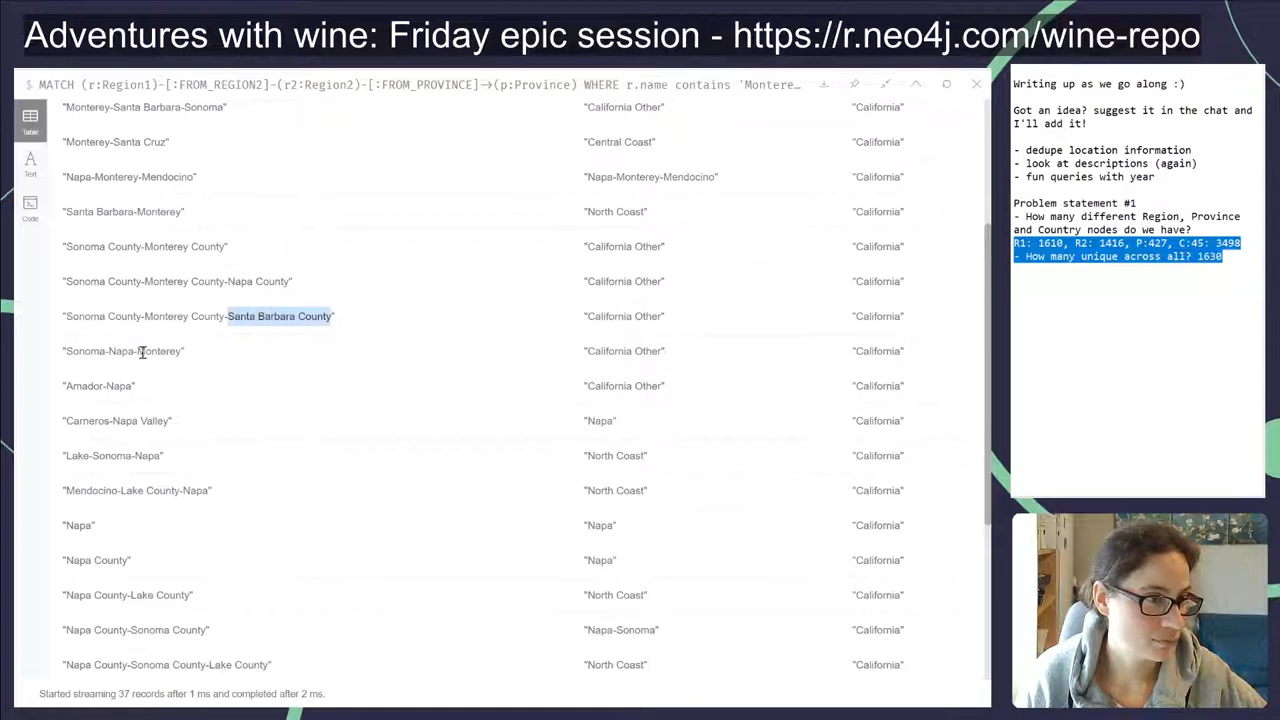 Adventures with wine: Friday epic session - https://r.neo4j.com/wine-repo
$ MATCH (r:Region1)-[:FROM_REGION2]-(r2:Region2)-[:FROM_PROVINCE]→(p:Province) WHERE r.name contains 'Montere…
Table
Text
Code
"Monterey-Santa Barbara-Sonoma" "California Other" "California"
"Monterey-Santa Cruz" "Central Coast" "California"
"Napa-Monterey-Mendocino" "Napa-Monterey-Mendocino" "California"
"Santa Barbara-Monterey" "North Coast" "California"
"Sonoma County-Monterey County" "California Other" "California"
"Sonoma County-Monterey County-Napa County" "California Other" "California"
"Sonoma County-Monterey County-Santa Barbara County" "California Other" "California"
"Sonoma-Napa-Monterey" "California Other" "California"
"Amador-Napa" "California Other" "California"
"Carneros-Napa Valley" "Napa" "California"
"Lake-Sonoma-Napa" "North Coast" "California"
"Mendocino-Lake County-Napa" "North Coast" "California"
"Napa" "Napa" "California"
"Napa County" "Napa" "California"
"Napa County-Lake County" "North Coast" "California"
"Napa County-Sonoma County" "Napa-Sonoma" "California"
"Napa County-Sonoma County-Lake County" "North Coast" "California"
Started streaming 37 records after 1 ms and completed after 2 ms.
Writing up as we go along :)
Got an idea? suggest it in the chat and
I'll add it!
- dedupe location information
- look at descriptions (again)
- fun queries with year
Problem statement #1
- How many different Region, Province
and Country nodes do we have?
R1: 1610, R2: 1416, P:427, C:45: 3498
- How many unique across all? 1630